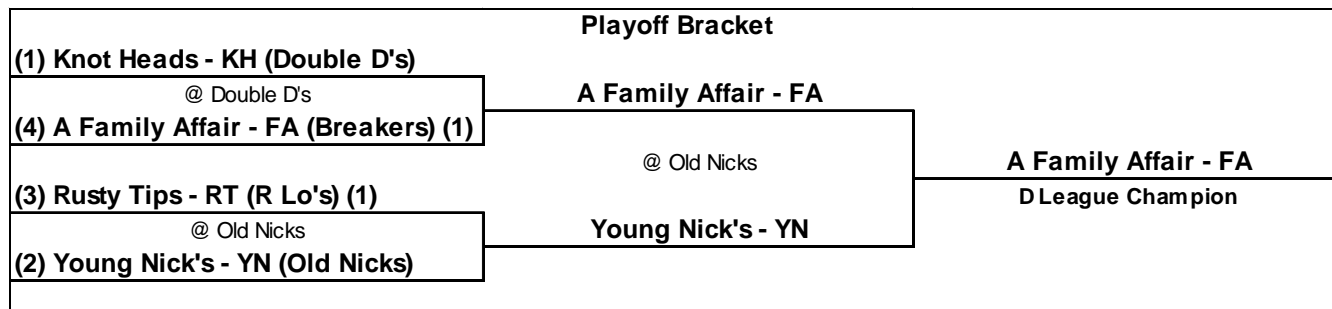 Playoff Bracket
(1) Knot Heads - KH (Double D's)
@ Double D's
(4) A Family Affair - FA (Breakers) (1)
A Family Affair - FA
@ Old Nicks
A Family Affair - FA
D League Champion
(3) Rusty Tips - RT (R Lo's) (1)
@ Old Nicks
(2) Young Nick's - YN (Old Nicks)
Young Nick's - YN